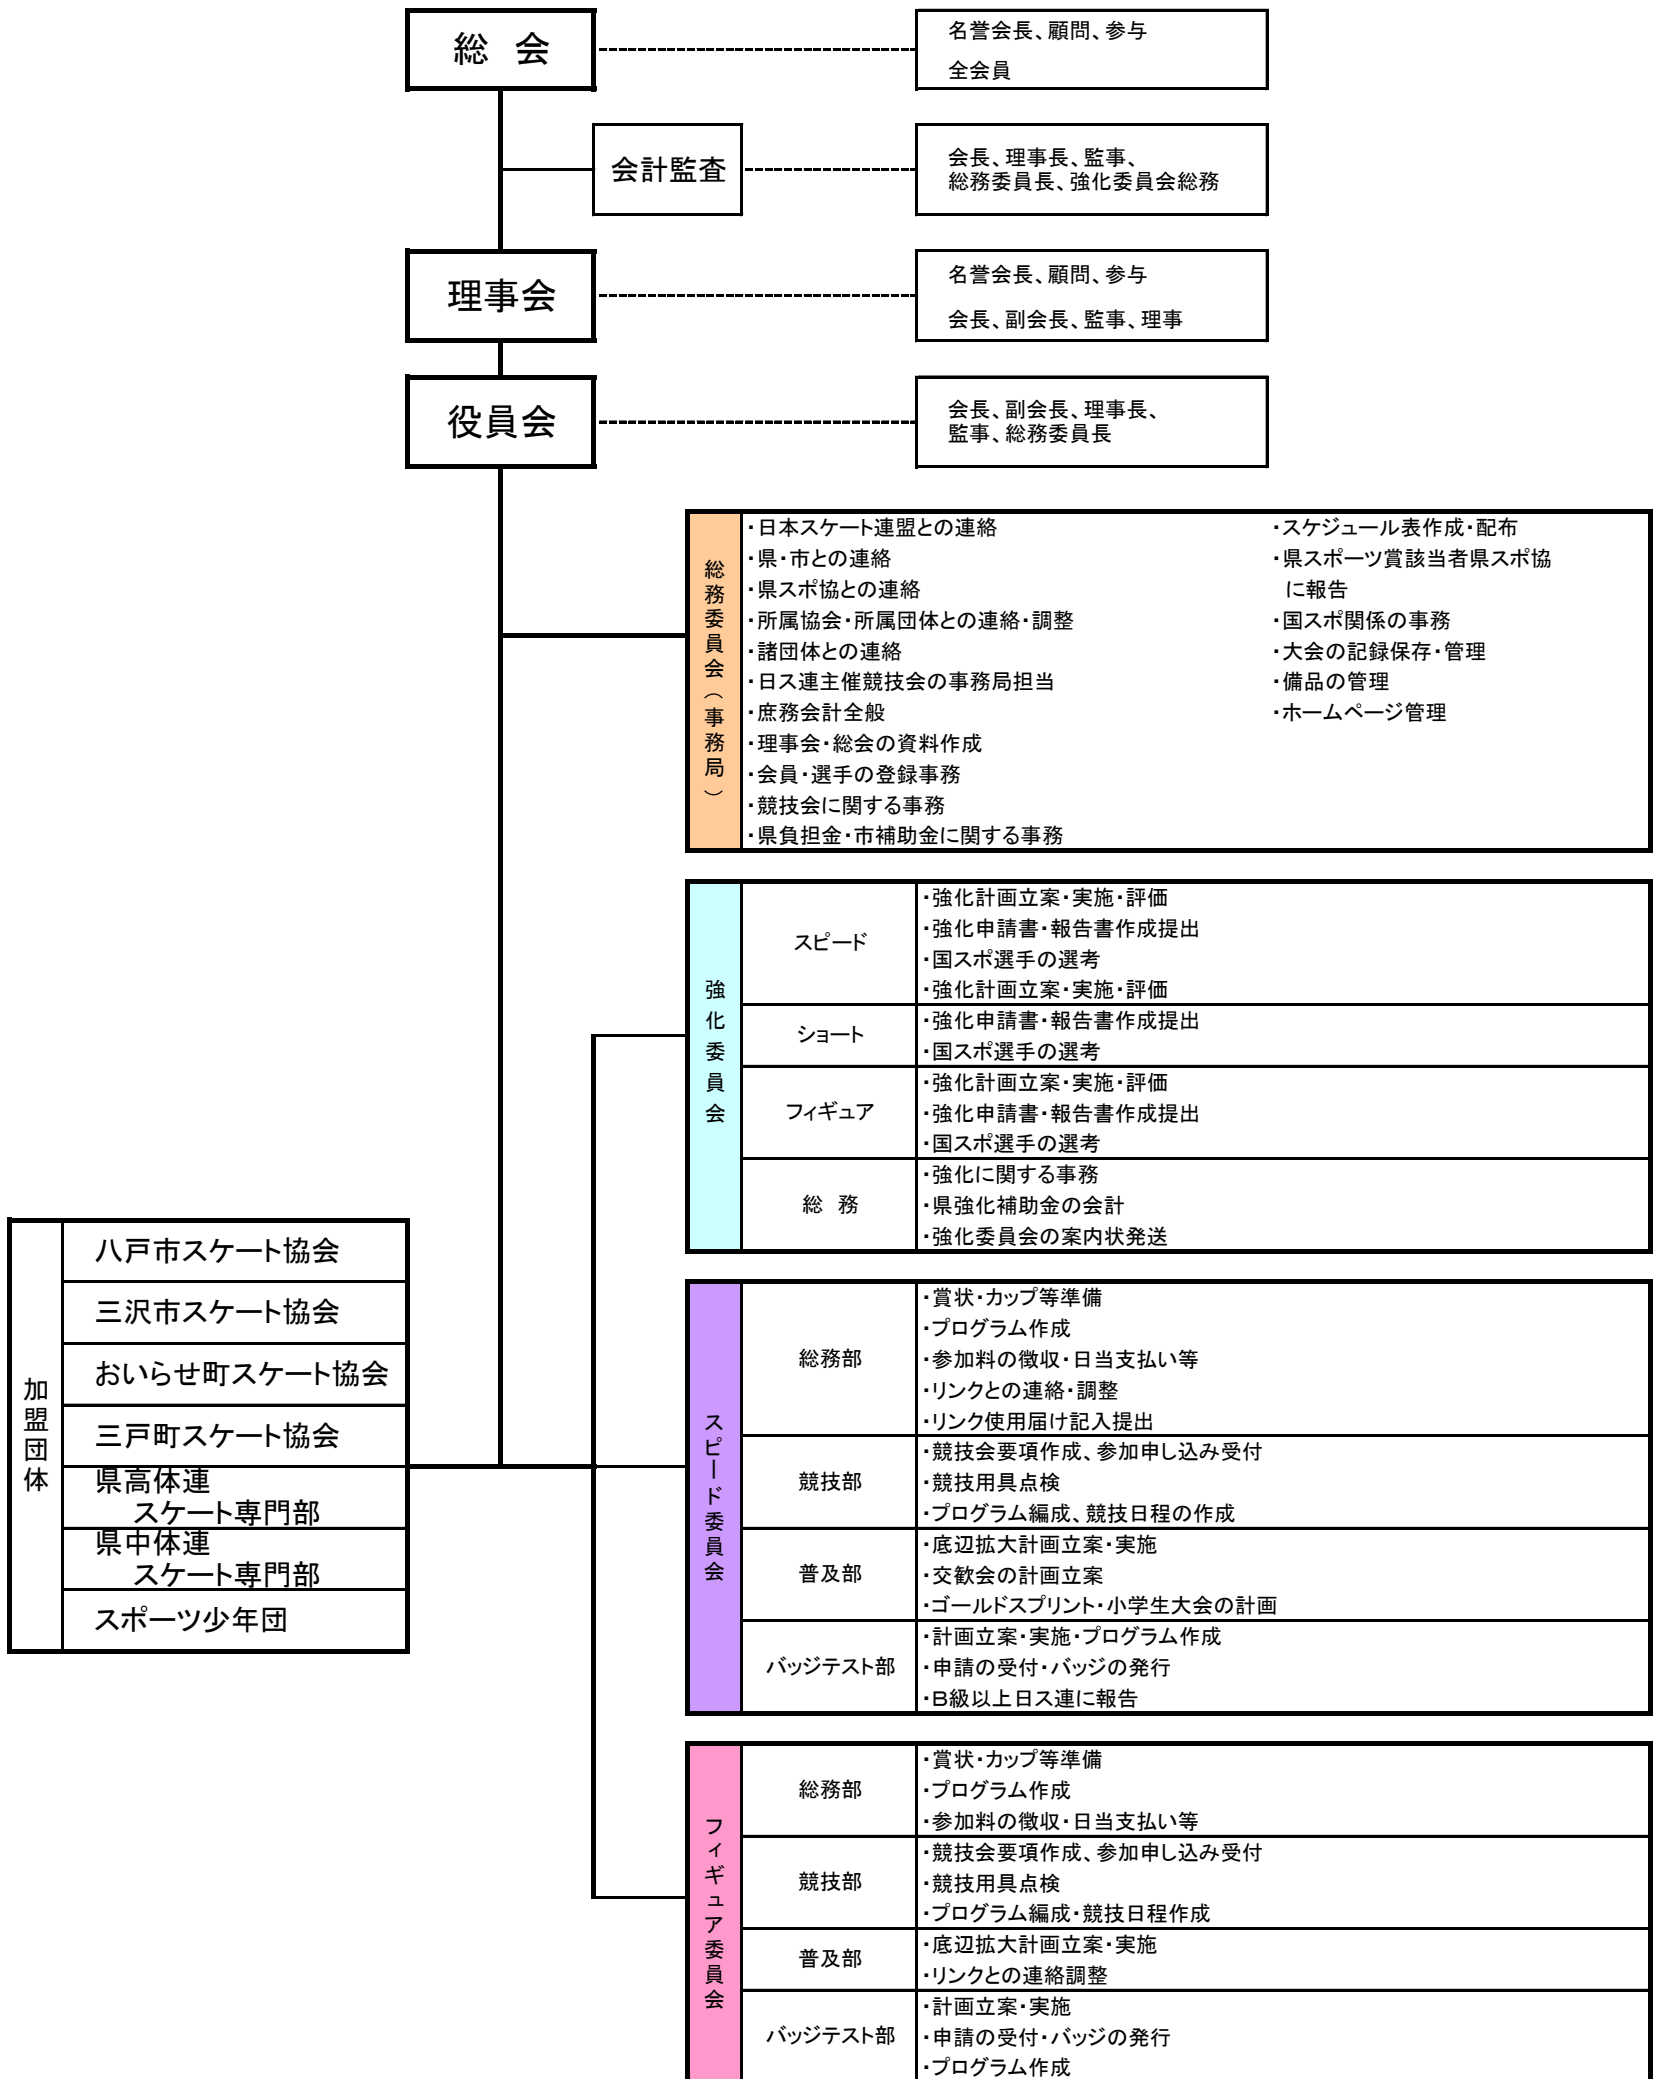 総　会
名誉会長、顧問、参与
全会員
会計監査
会長、理事長、監事、
総務委員長、強化委員会総務
理事会
名誉会長、顧問、参与
会長、副会長、監事、理事
役員会
会長、副会長、理事長、
監事、総務委員長
総務委員会（事務局）
・日本スケート連盟との連絡
・県・市との連絡
・県スポ協との連絡
・所属協会・所属団体との連絡・調整
・諸団体との連絡
・日ス連主催競技会の事務局担当
・庶務会計全般
・理事会・総会の資料作成
・会員・選手の登録事務
・競技会に関する事務
・県負担金・市補助金に関する事務
・スケジュール表作成・配布
・県スポーツ賞該当者県スポ協
に報告
・国スポ関係の事務
・大会の記録保存・管理
・備品の管理
・ホームページ管理
強化委員会
スピード
・強化計画立案・実施・評価
・強化申請書・報告書作成提出
・国スポ選手の選考
・強化計画立案・実施・評価
ショート
・強化申請書・報告書作成提出
・国スポ選手の選考
フィギュア
・強化計画立案・実施・評価
・強化申請書・報告書作成提出
・国スポ選手の選考
総　務
・強化に関する事務
・県強化補助金の会計
・強化委員会の案内状発送
加盟団体
八戸市スケート協会
三沢市スケート協会
おいらせ町スケート協会
三戸町スケート協会
県高体連
スケート専門部
県中体連
スケート専門部
スポーツ少年団
スピード委員会
総務部
・賞状・カップ等準備
・プログラム作成
・参加料の徴収・日当支払い等
・リンクとの連絡・調整
・リンク使用届け記入提出
競技部
・競技会要項作成、参加申し込み受付
・競技用具点検
・プログラム編成、競技日程の作成
普及部
・底辺拡大計画立案・実施
・交歓会の計画立案
・ゴールドスプリント・小学生大会の計画
バッジテスト部
・計画立案・実施・プログラム作成
・申請の受付・バッジの発行
・B級以上日ス連に報告
フィギュア委員会
総務部
・賞状・カップ等準備
・プログラム作成
・参加料の徴収・日当支払い等
競技部
・競技会要項作成、参加申し込み受付
・競技用具点検
・プログラム編成・競技日程作成
普及部
・底辺拡大計画立案・実施
・リンクとの連絡調整
バッジテスト部
・計画立案・実施
・申請の受付・バッジの発行
・プログラム作成